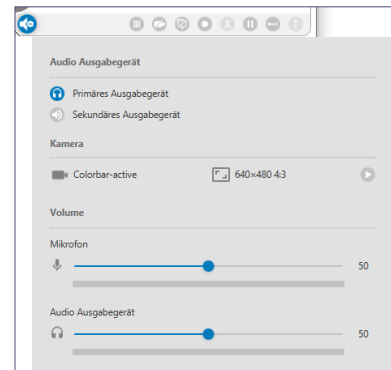 Audio Ausgabegerät
Primäres Ausgabegerät
Sekundäres Ausgabegerät
Kamera
Colorbar-active 640×480 4:3
Volume
Mikrofon
50
Audio Ausgabegerät
50